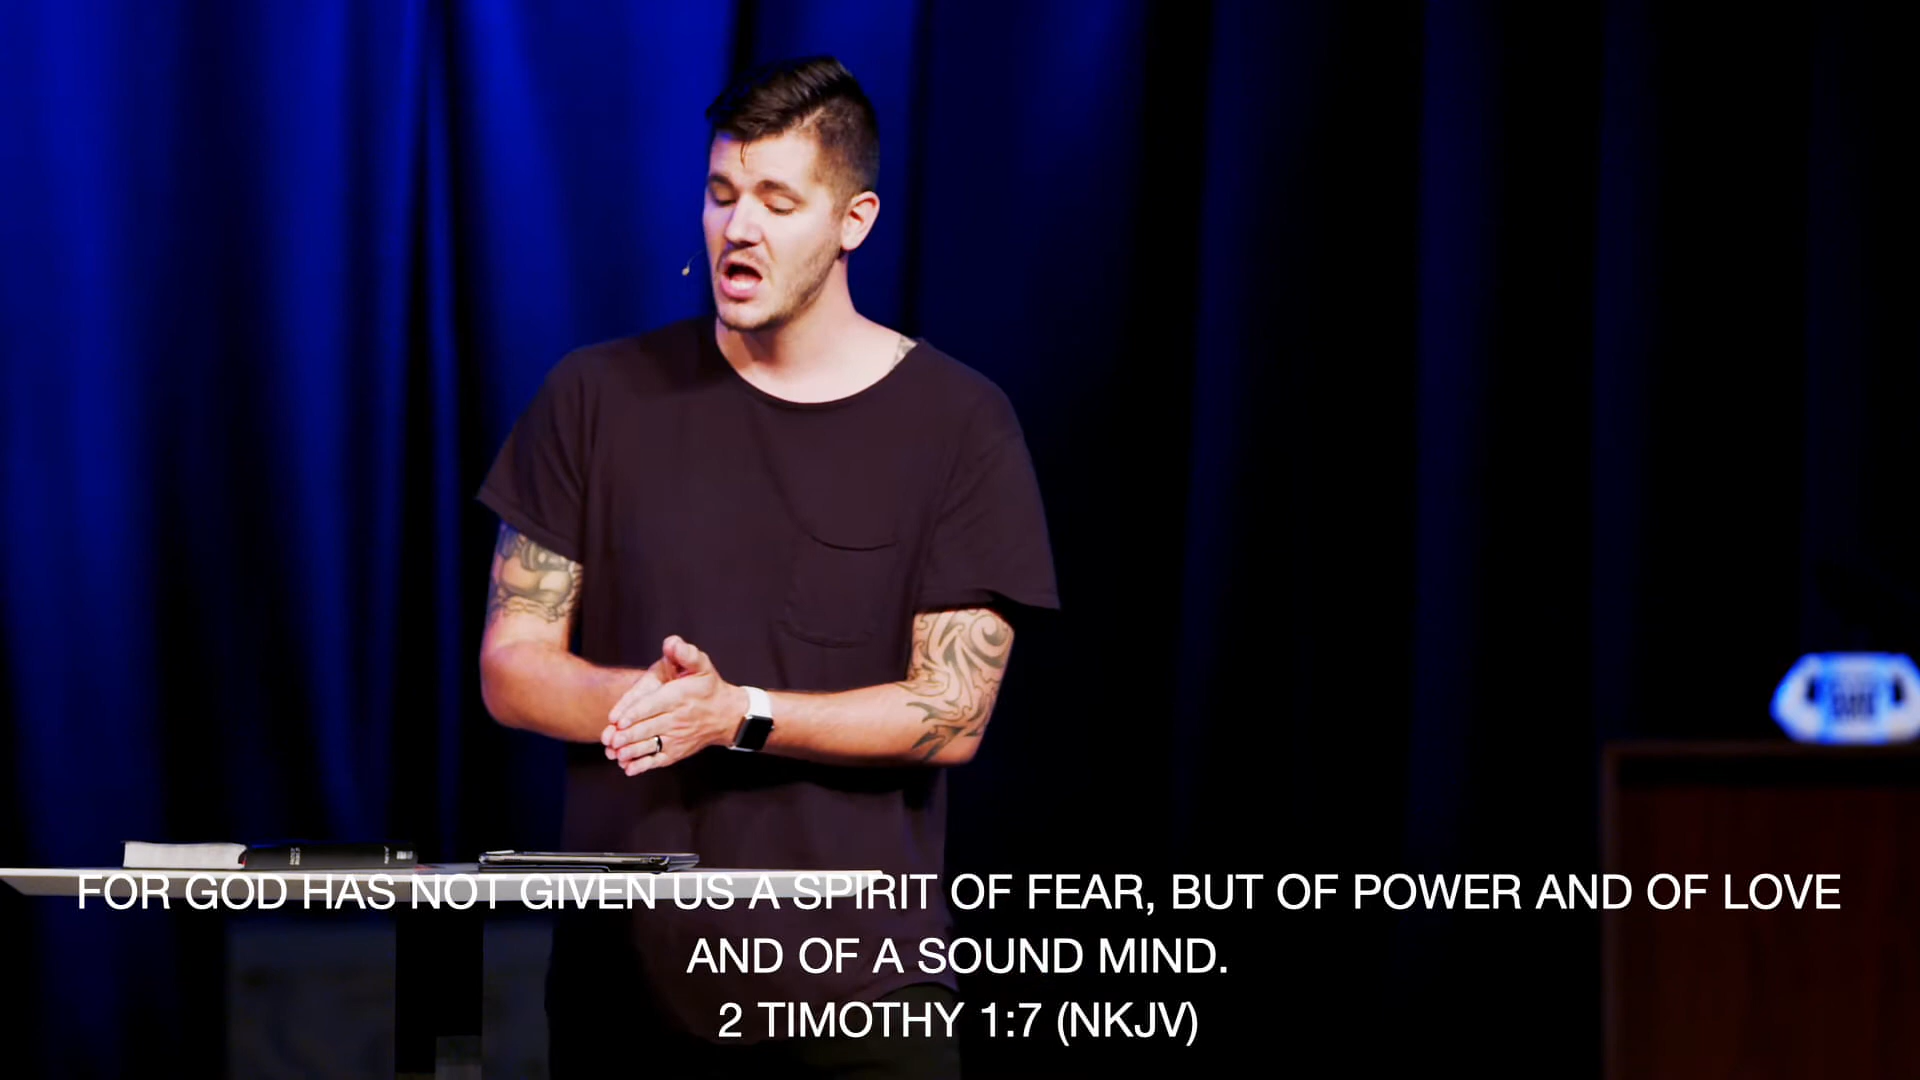 FOR GOD HAS NOT GIVEN US A SPIRIT OF FEAR, BUT OF POWER AND OF LOVE
AND OF A SOUND MIND.
2 TIMOTHY 1:7 (NKJV)